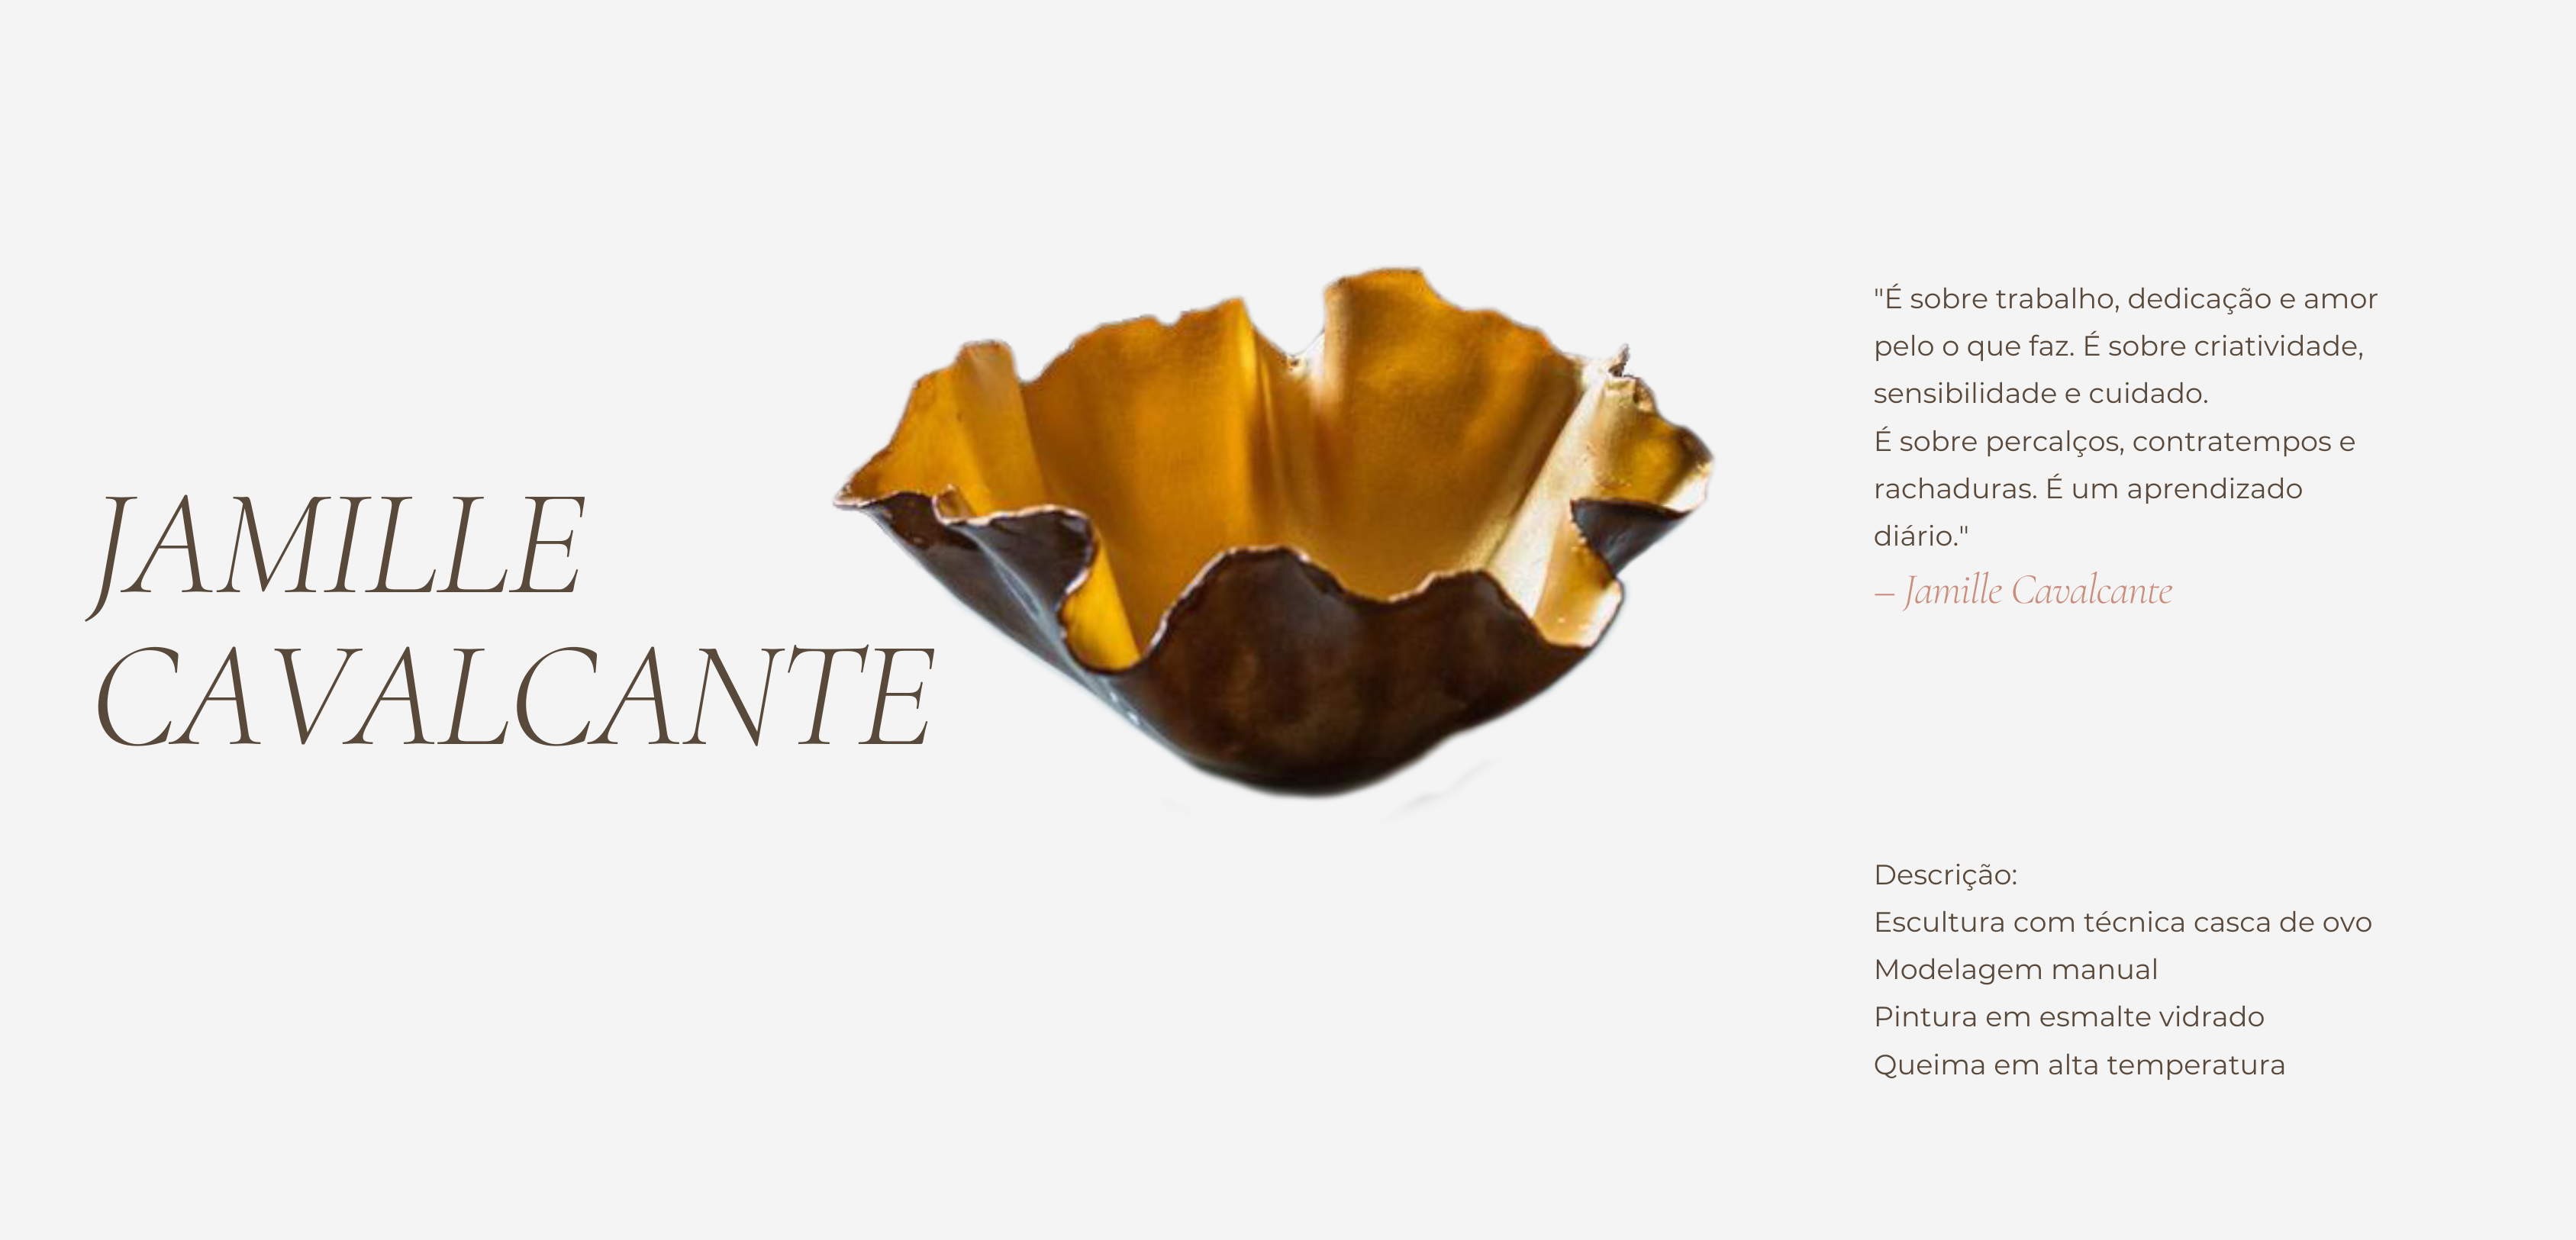 JAMILLE
CAVALCANTE
"É sobre trabalho, dedicação e amor
pelo o que faz. É sobre criatividade,
sensibilidade e cuidado.
É sobre percalços, contratempos e
rachaduras. É um aprendizado
diário."
– Jamille Cavalcante
Descrição:
Escultura com técnica casca de ovo
Modelagem manual
Pintura em esmalte vidrado
Queima em alta temperatura